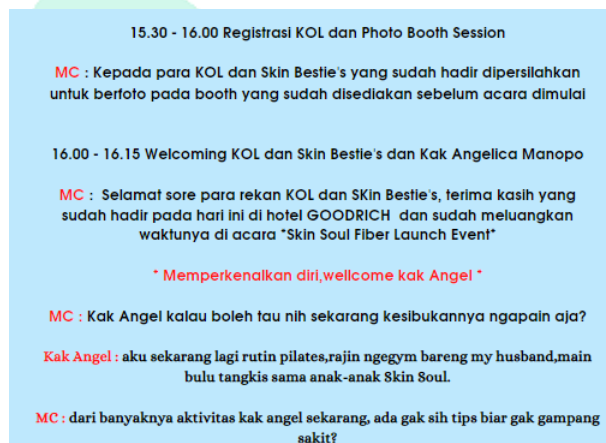 15.30 - 16.00 Registrasi KOL dan Photo Booth Session
MC : Kepada para KOL dan Skin Bestie's yang sudah hadir dipersilahkan
untuk berfoto pada booth yang sudah disediakan sebelum acara dimulai
16.00 - 16.15 Welcoming KOL dan Skin Bestie's dan Kak Angelica Manopo
MC : Selamat sore para rekan KOL dan SKin Bestie's, terima kasih yang
sudah hadir pada hari ini di hotel GOODRICH dan sudah meluangkan
waktunya di acara "Skin Soul Fiber Launch Event"
* Memperkenalkan diri,wellcome kak Angel *
MC : Kak Angel kalau boleh tau nih sekarang kesibukannya ngapain aja?
Kak Angel : aku sekarang lagi rutin pilates,rajin ngegym bareng my husband,main
bulu tangkis sama anak-anak Skin Soul.
MC : dari banyaknya aktivitas kak angel sekarang, ada gak sih tips biar gak gampang
sakit?